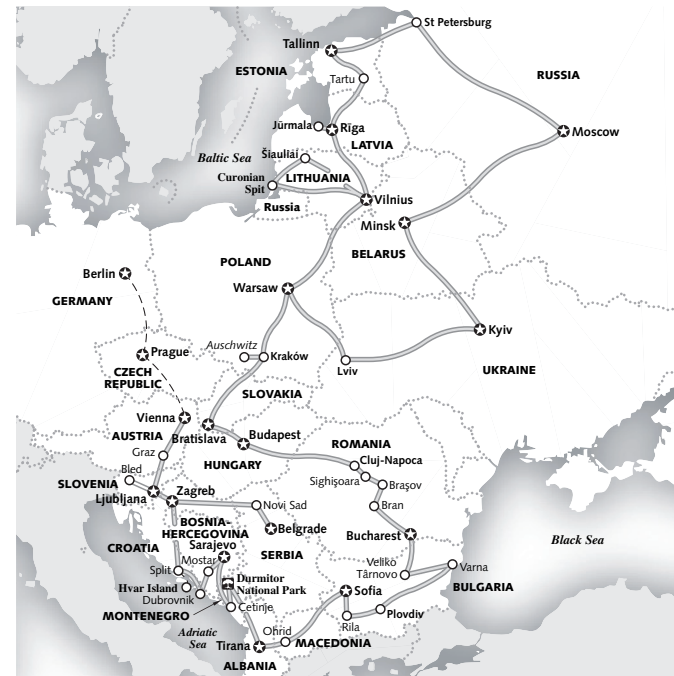 St Petersburg
Tallinn
ESTONIA
RUSSIA
Tartu
Jūrmala
Rīga
Moscow
LATVIA
Baltic Sea
Šiauliai
Curonian
Spit
LITHUANIA
Vilnius
Russia
Minsk
BELARUS
POLAND
Berlin
Warsaw
GERMANY
Kyiv
Auschwitz
Prague
Kraków
CZECH
REPUBLIC
Lviv
UKRAINE
SLOVAKIA
Vienna
Bratislava
Budapest
AUSTRIA
ROMANIA
Graz
HUNGARY
Cluj-Napoca
Bled
Sighişoara
Braşov
SLOVENIA
Ljubljana
Zagreb
Novi Sad
Bran
BOSNIA-
HERCEGOVINA
Belgrade
Bucharest
Black Sea
CROATIA
Sarajevo
SERBIA
Mostar
Split
Veliko
Târnovo
Varna
Hvar Island
Durmitor
National Park
BULGARIA
Dubrovnik
Sofia
Cetinje
MONTENEGRO
Plovdiv
Rila
Adriatic
Sea
Ohrid
MACEDONIA
Tirana
ALBANIA